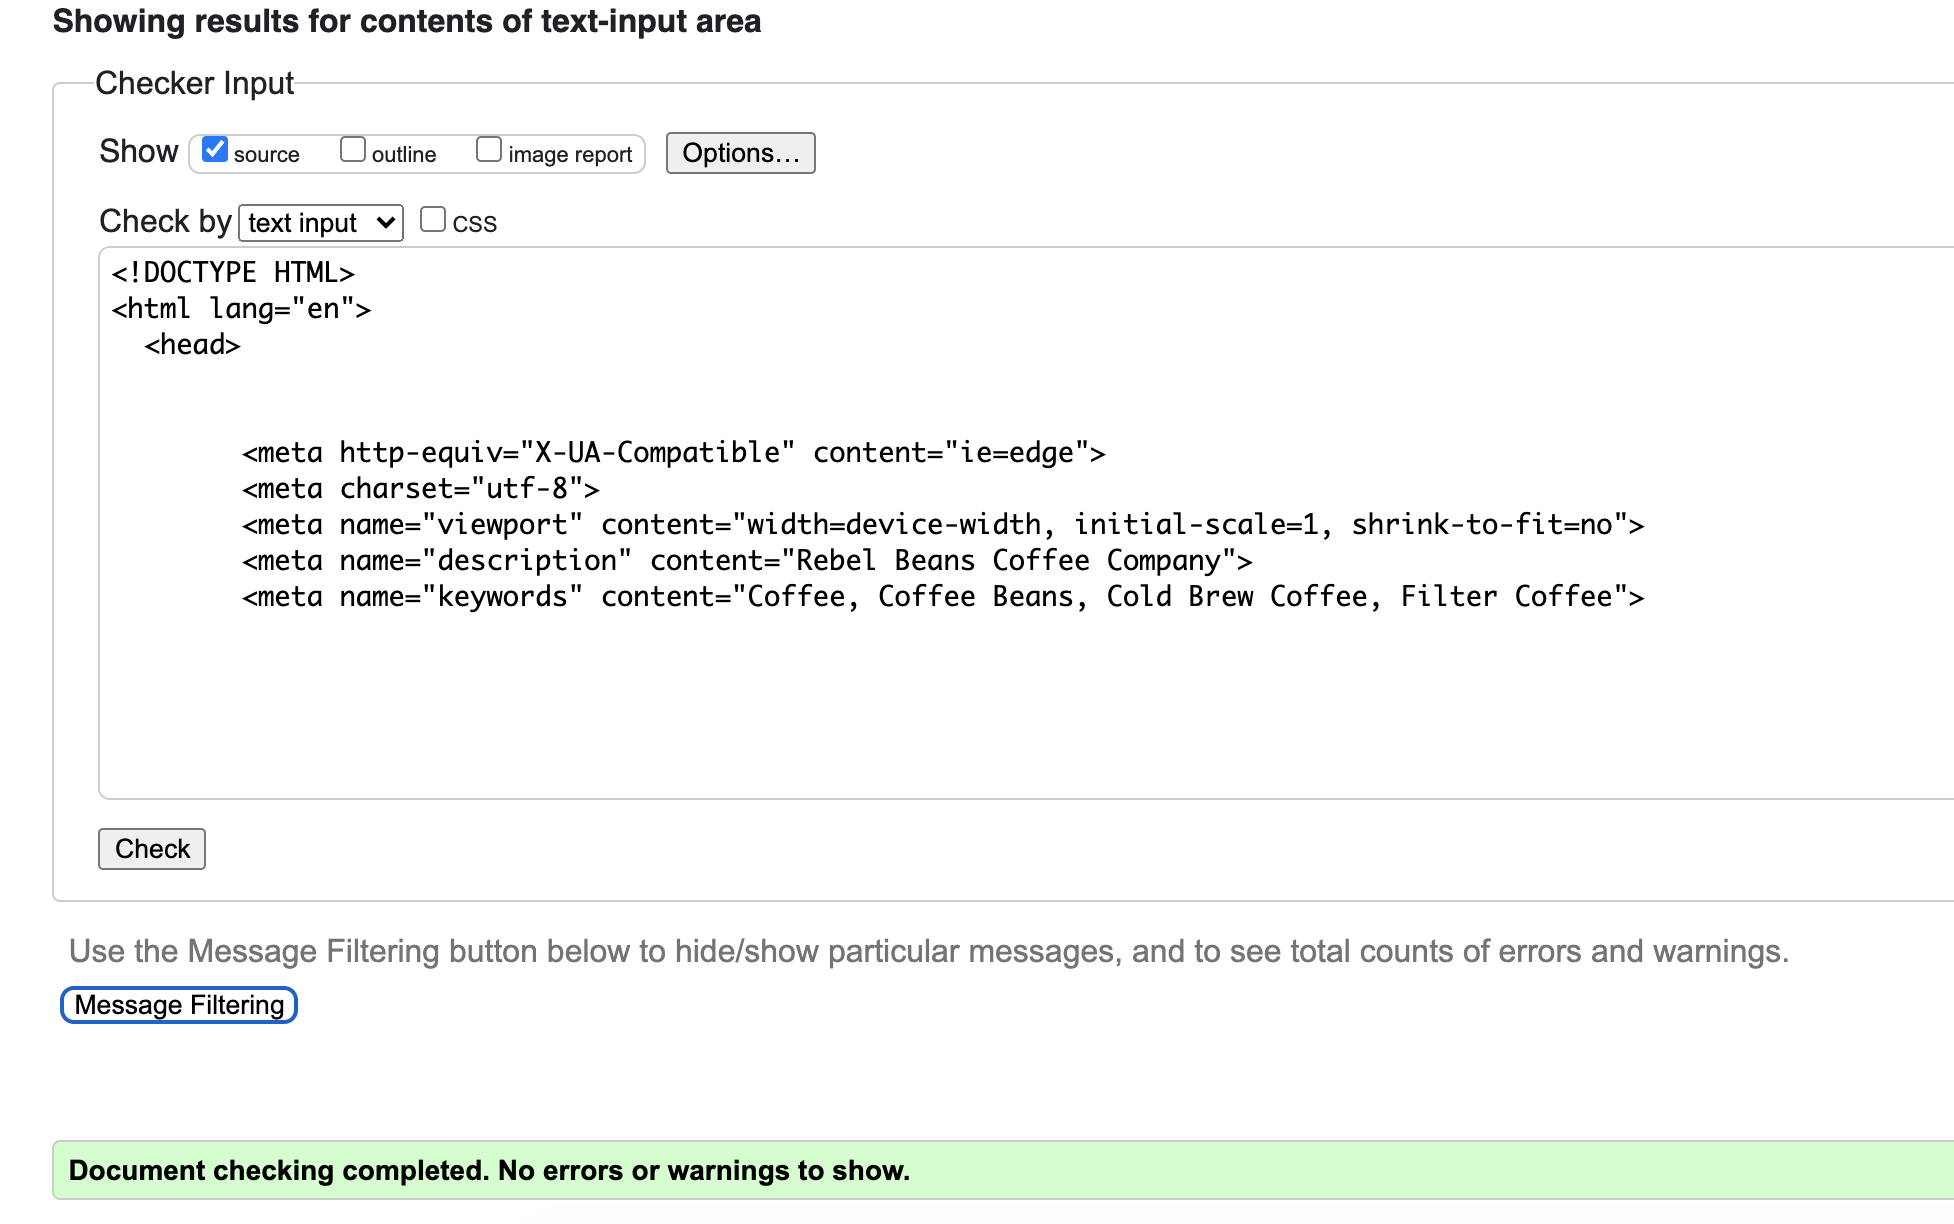 Showing results for contents of text-input area
Checker Input
Show source outline image report Options...
Check by text input CSS
<!DOCTYPE HTML>
<html lang="en">
  <head>
        <meta http-equiv="X-UA-Compatible" content="ie=edge">
        <meta charset="utf-8">
        <meta name="viewport" content="width=device-width, initial-scale=1, shrink-to-fit=no">
        <meta name="description" content="Rebel Beans Coffee Company">
        <meta name="keywords" content="Coffee, Coffee Beans, Cold Brew Coffee, Filter Coffee">
Check
Use the Message Filtering button below to hide/show particular messages, and to see total counts of errors and warnings.
Message Filtering
Document checking completed. No errors or warnings to show.